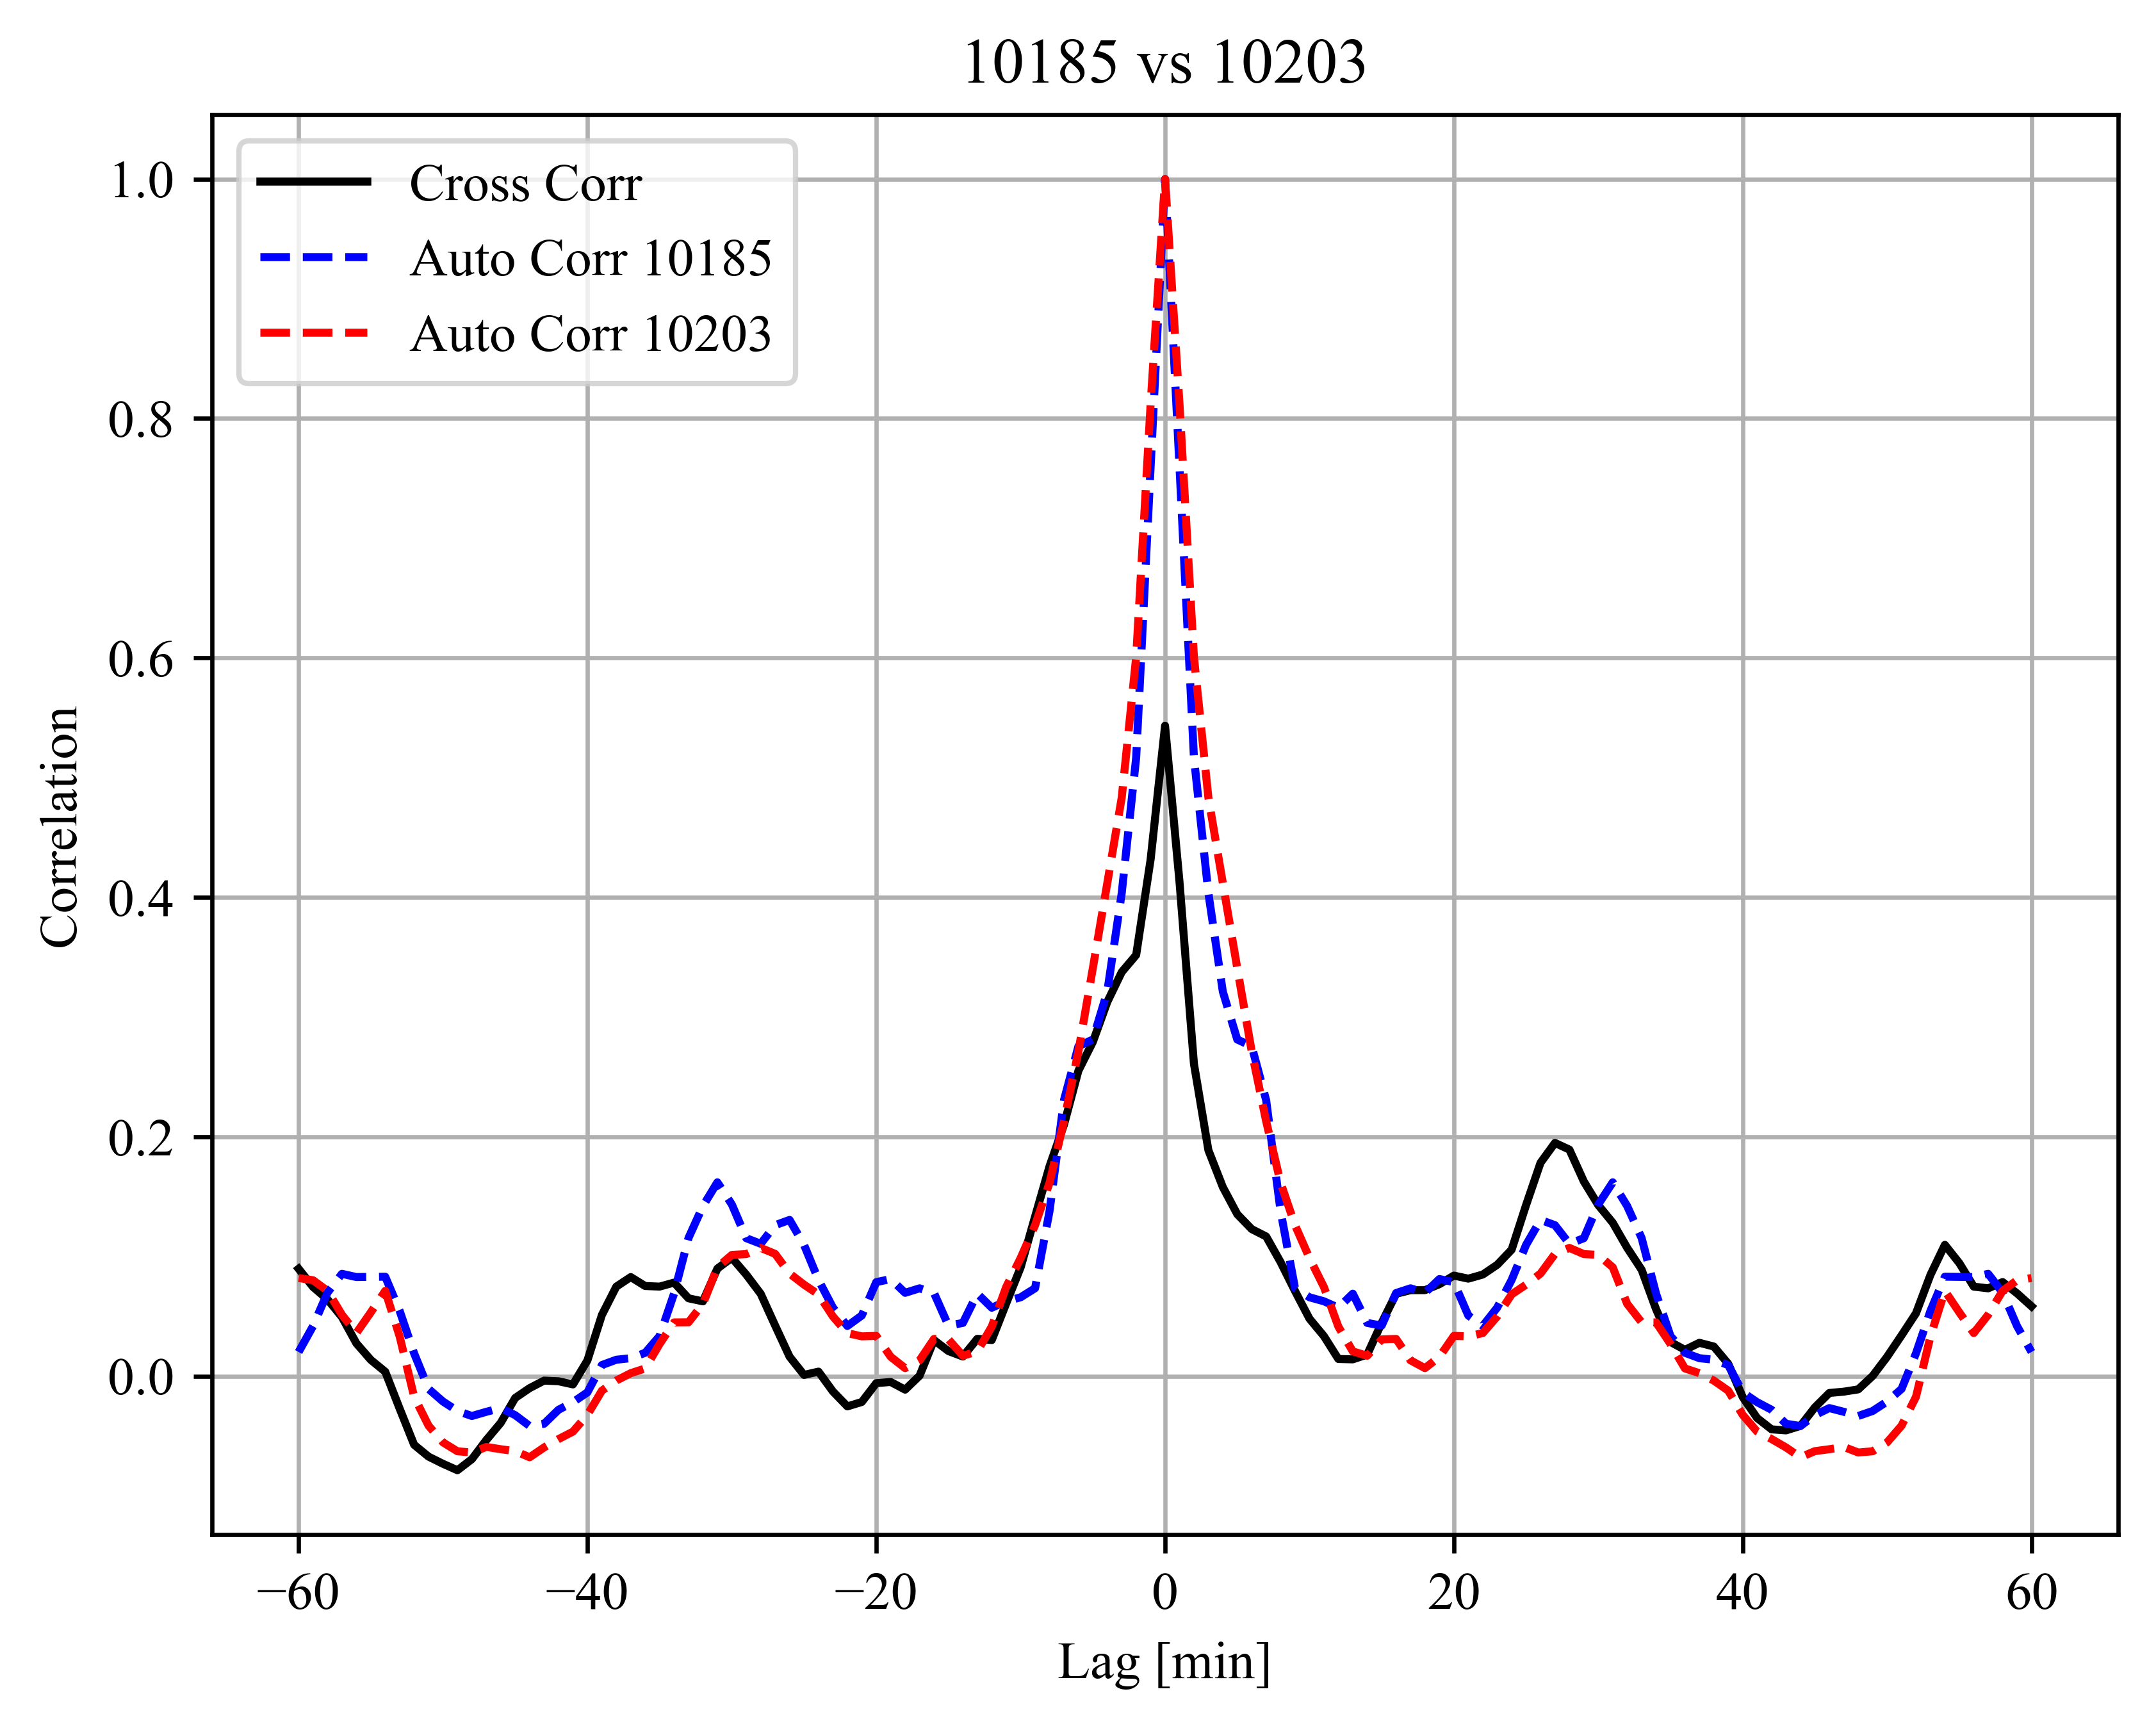 10185 vs 10203
Cross Corr
Auto Corr 10185
Auto Corr 10203
1.0
0.8
0.6
0.4
0.2
0.0
Correlation
−60 −40 −20 0 20 40 60
Lag [min]